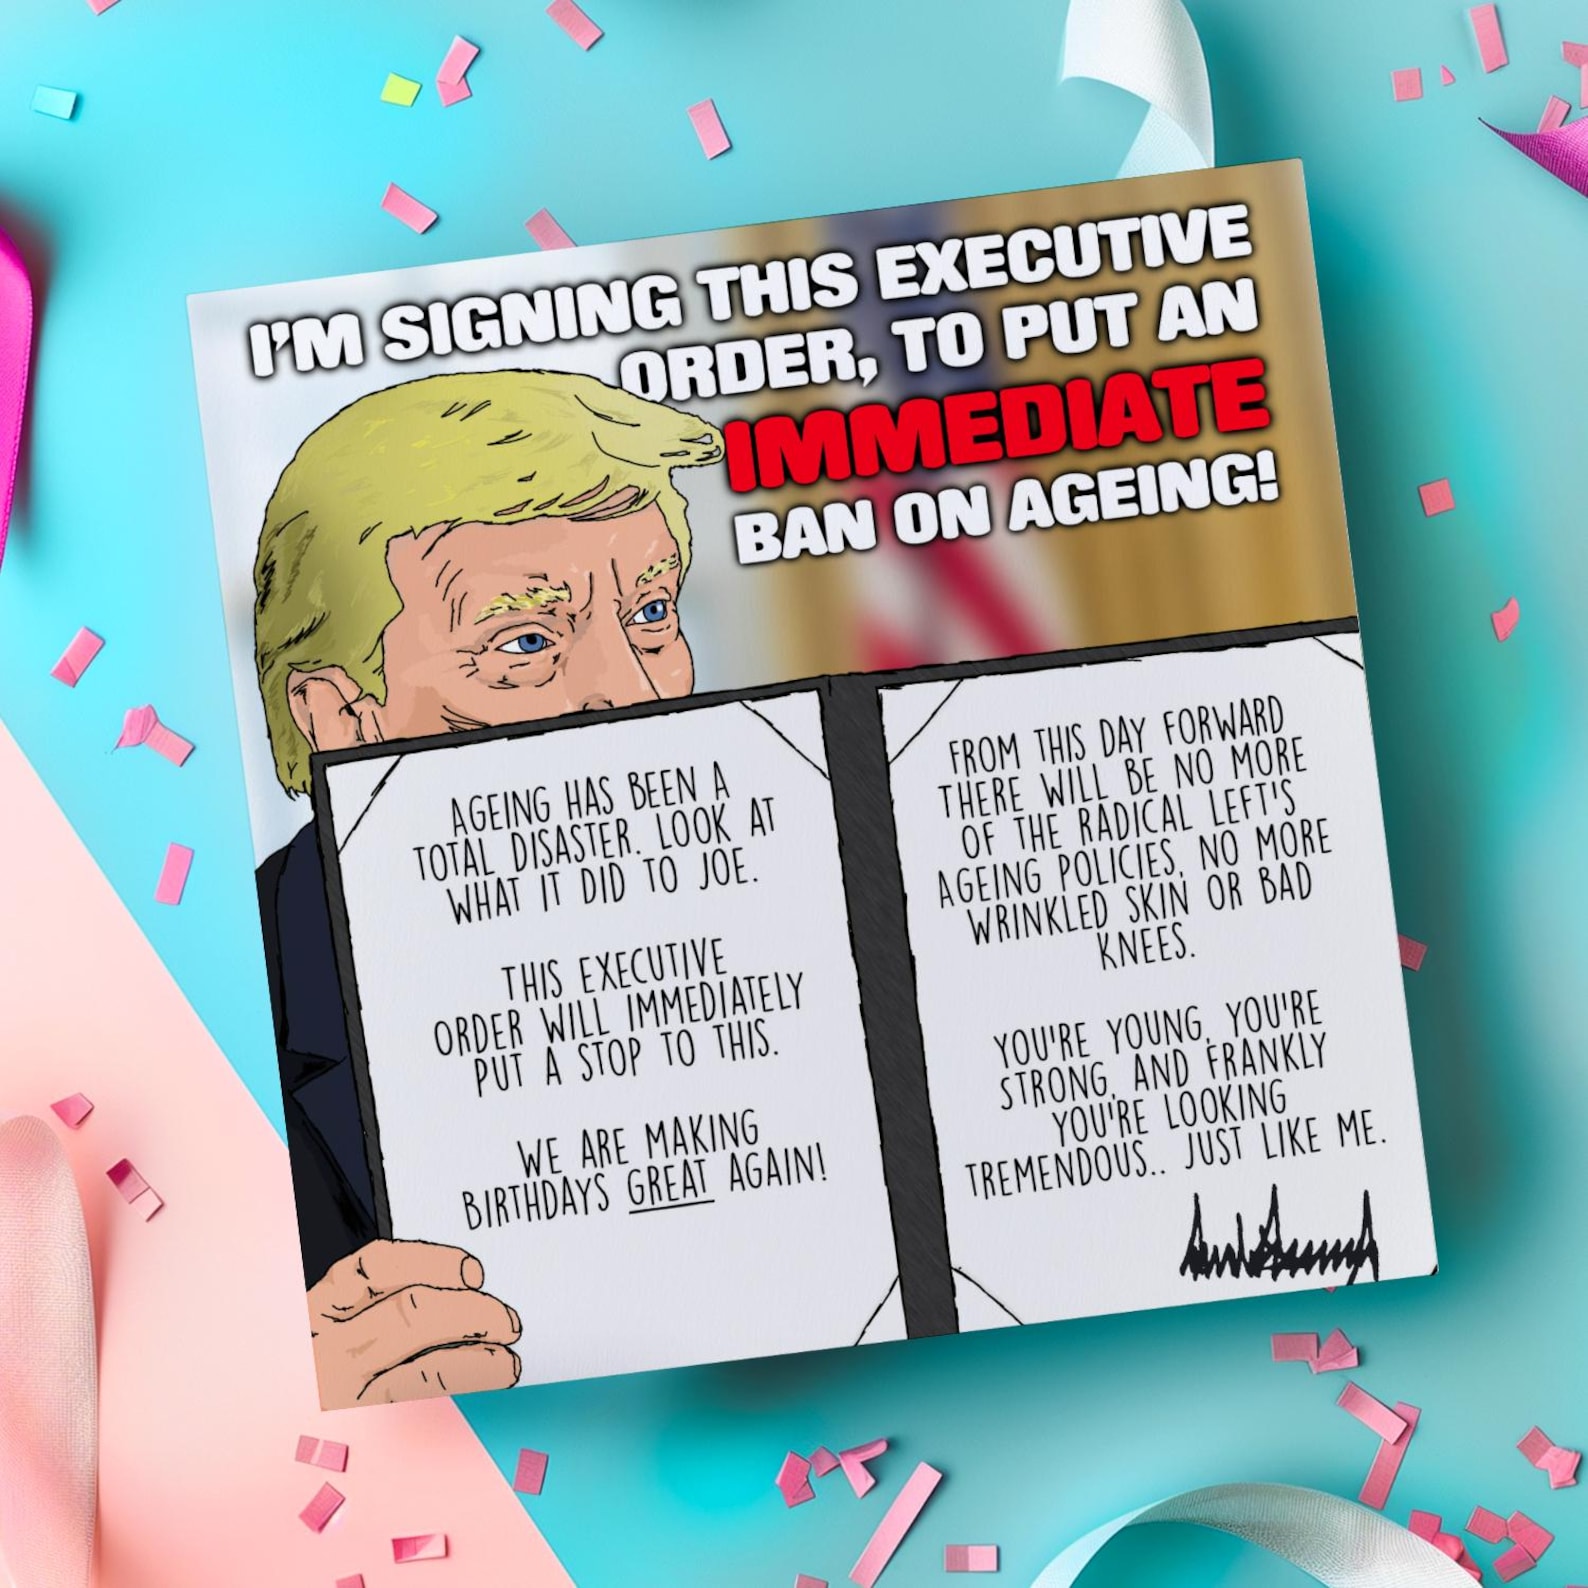 I'M SIGNING THIS EXECUTIVE
ORDER, TO PUT AN
IMMEDIATE
BAN ON AGEING!
AGEING HAS BEEN A
TOTAL DISASTER. LOOK AT
WHAT IT DID TO JOE.
THIS EXECUTIVE
ORDER WILL IMMEDIATELY
PUT A STOP TO THIS.
WE ARE MAKING
BIRTHDAYS GREAT AGAIN!
FROM THIS DAY FORWARD
THERE WILL BE NO MORE
OF THE RADICAL LEFT'S
AGEING POLICIES, NO MORE
WRINKLED SKIN OR BAD
KNEES.
YOU'RE YOUNG, YOU'RE
STRONG, AND FRANKLY
YOU'RE LOOKING
TREMENDOUS.. JUST LIKE ME.